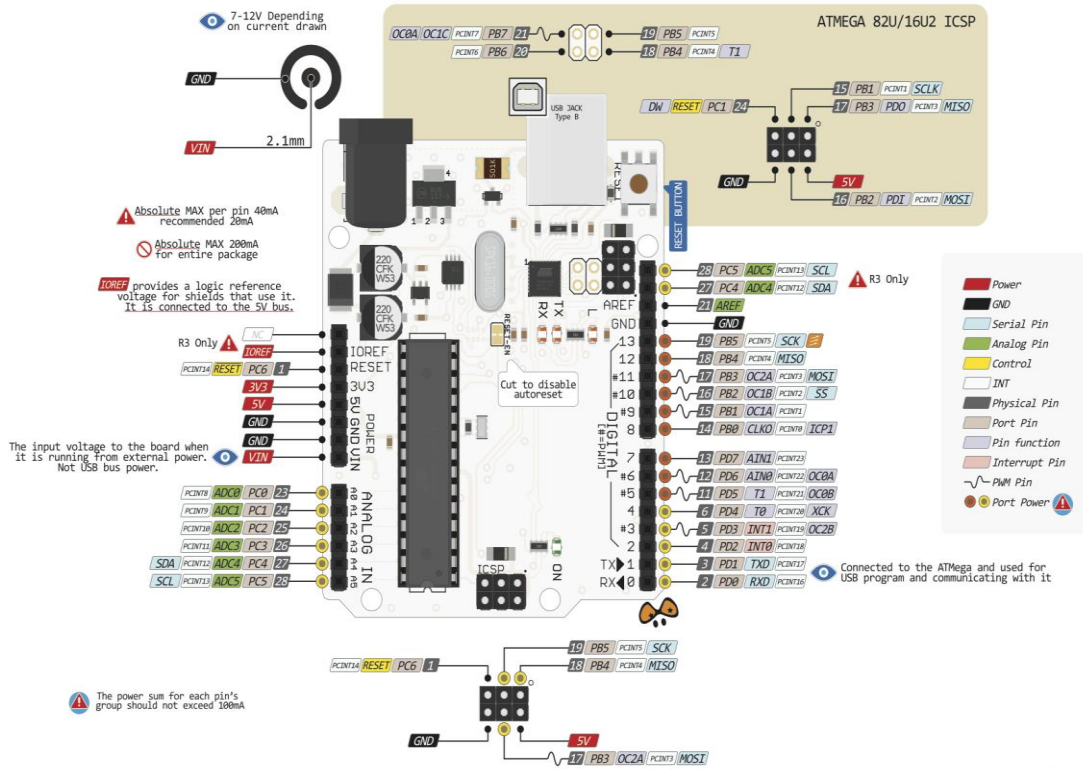 7-12V Depending
on current drawn
GND
VIN
2.1mm
ATMEGA 82U/16U2 ICSP
OC0A OC1C PCINT7 PB7 21
19 PB5 PCINT5
PCINT6 PB6 20
18 PB4 PCINT4 T1
15 PB1 PCINT1 SCLK
DW RESET PC1 24
17 PB3 PDO PCINT3 MISO
GND
5V
16 PB2 PDI PCINT2 MOSI
USB JACK
Type B
RESET BUTTON
Absolute MAX per pin 40mA
recommended 20mA
Absolute MAX 200mA
for entire package
IOREF provides a logic reference
voltage for shields that use it.
It is connected to the 5V bus.
4
1 2 3
501K
220
CFK
W53
220
CFK
W53
1
RX TX L
RESET-EN
Cut to disable
autoreset
R3 Only
NC
IOREF
IOREF
PCINT14 RESET PC6 1
RESET
3V3
3V3
5V
5V
GND
GND
GND
VIN
VIN
POWER
The input voltage to the board when
it is running from external power.
Not USB bus power.
PCINT8 ADC0 PC0 23 A0
PCINT9 ADC1 PC1 24 A1
PCINT10 ADC2 PC2 25 A2
PCINT11 ADC3 PC3 26 A3
SDA PCINT12 ADC4 PC4 27 A4
SCL PCINT13 ADC5 PC5 28 A5
ANALOG IN
ICSP
ON
28 PC5 ADC5 PCINT13 SCL
27 PC4 ADC4 PCINT12 SDA
R3 Only
AREF 21 AREF
GND GND
13 19 PB5 PCINT5 SCK
12 18 PB4 PCINT4 MISO
#11 17 PB3 OC2A PCINT3 MOSI
#10 16 PB2 OC1B PCINT2 SS
#9 15 PB1 OC1A PCINT1
8 14 PB0 CLKO PCINT0 ICP1
DIGITAL
[#=PWM]
7 13 PD7 AIN1 PCINT23
#6 12 PD6 AIN0 PCINT22 OC0A
#5 11 PD5 T1 PCINT21 OC0B
4 6 PD4 T0 PCINT20 XCK
#3 5 PD3 INT1 PCINT19 OC2B
2 4 PD2 INT0 PCINT18
TX 1 3 PD1 TXD PCINT17
RX 0 2 PD0 RXD PCINT16
Connected to the ATMega and used for
USB program and communicating with it
Power
GND
Serial Pin
Analog Pin
Control
INT
Physical Pin
Port Pin
Pin function
Interrupt Pin
PWM Pin
Port Power
19 PB5 PCINT5 SCK
PCINT14 RESET PC6 1
18 PB4 PCINT4 MISO
GND
5V
17 PB3 OC2A PCINT3 MOSI
The power sum for each pin's
group should not exceed 100mA